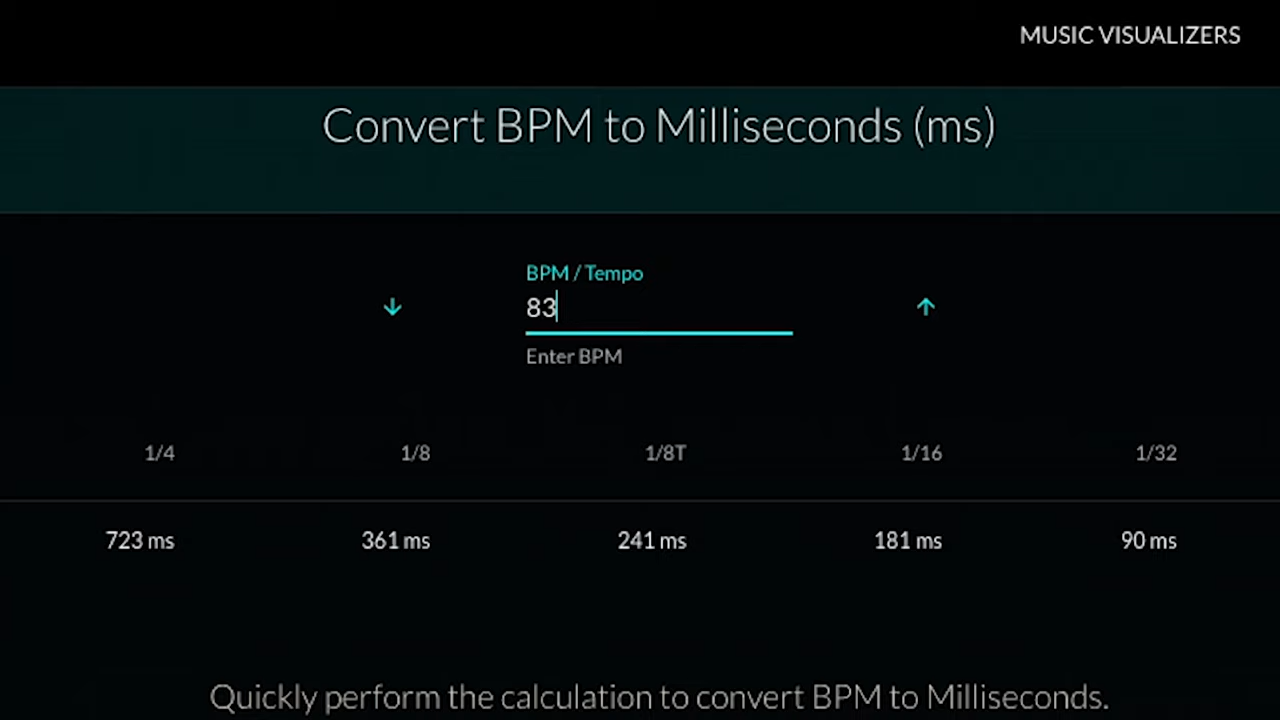 MUSIC VISUALIZERS
Convert BPM to Milliseconds (ms)
BPM / Tempo
83
Enter BPM
1/4 1/8 1/8T 1/16 1/32
723 ms 361 ms 241 ms 181 ms 90 ms
Quickly perform the calculation to convert BPM to Milliseconds.